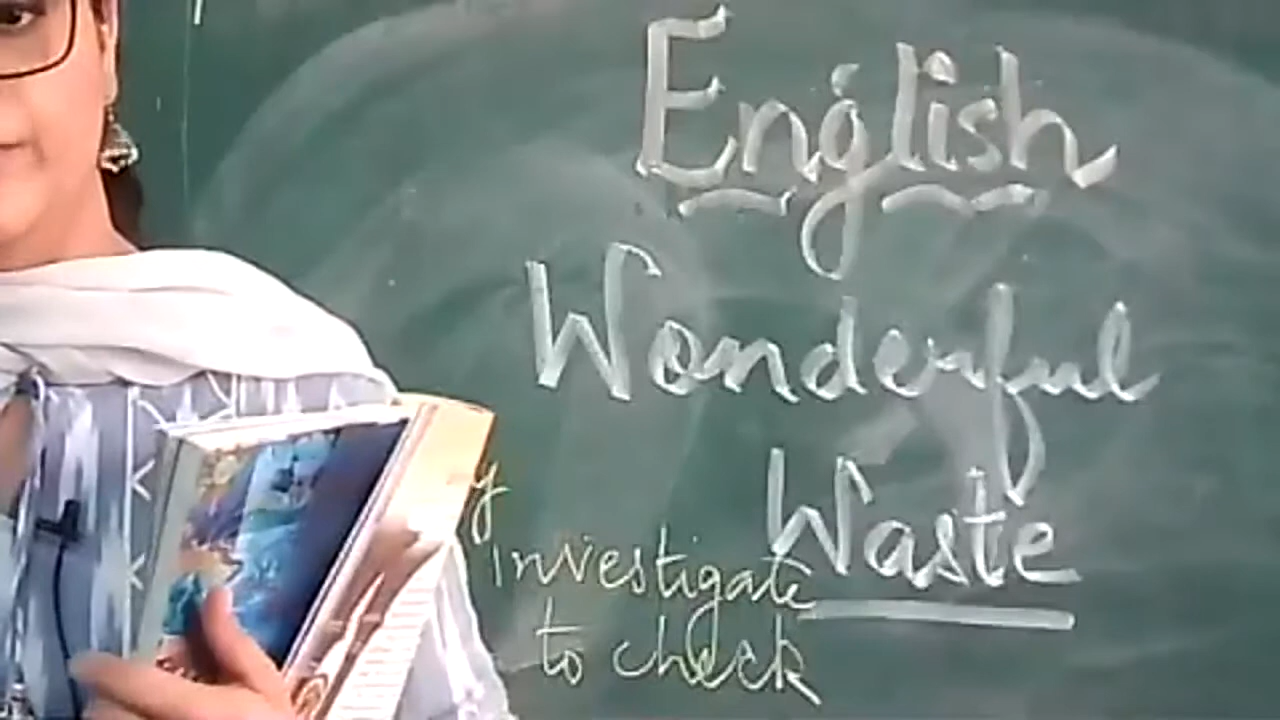 English
Wonderful
Waste
y
investigate
to check